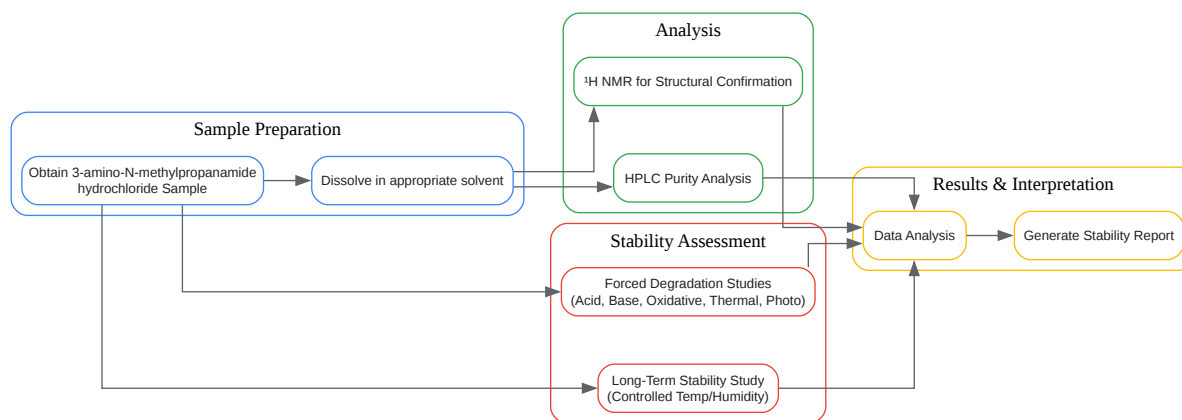 Analysis
¹H NMR for Structural Confirmation
Sample Preparation
Obtain 3-amino-N-methylpropanamide
hydrochloride Sample
Dissolve in appropriate solvent
HPLC Purity Analysis
Results & Interpretation
Data Analysis
Generate Stability Report
Stability Assessment
Forced Degradation Studies
(Acid, Base, Oxidative, Thermal, Photo)
Long-Term Stability Study
(Controlled Temp/Humidity)